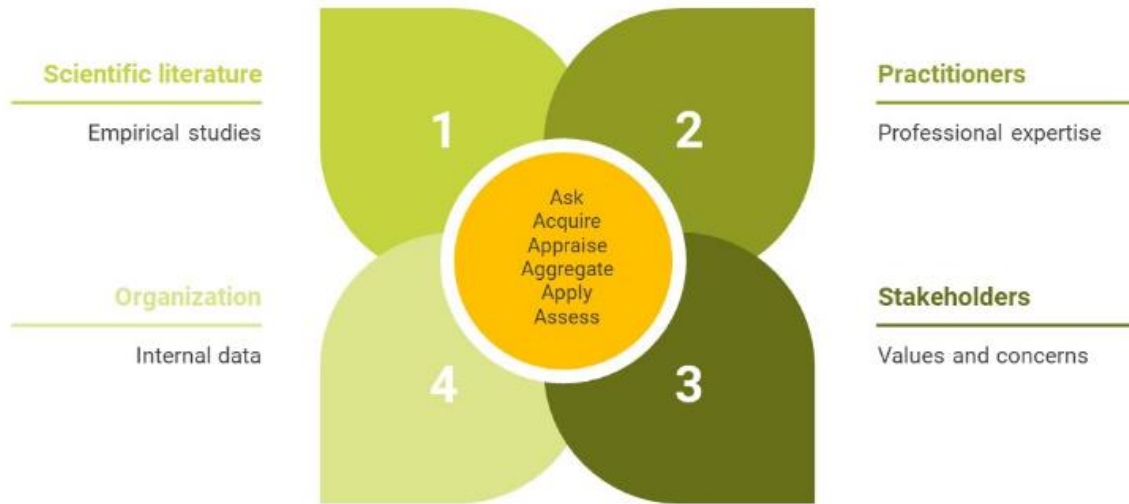 Scientific literature
Empirical studies
1
2
Practitioners
Professional expertise
Ask
Acquire
Appraise
Aggregate
Apply
Assess
Organization
Internal data
4
3
Stakeholders
Values and concerns